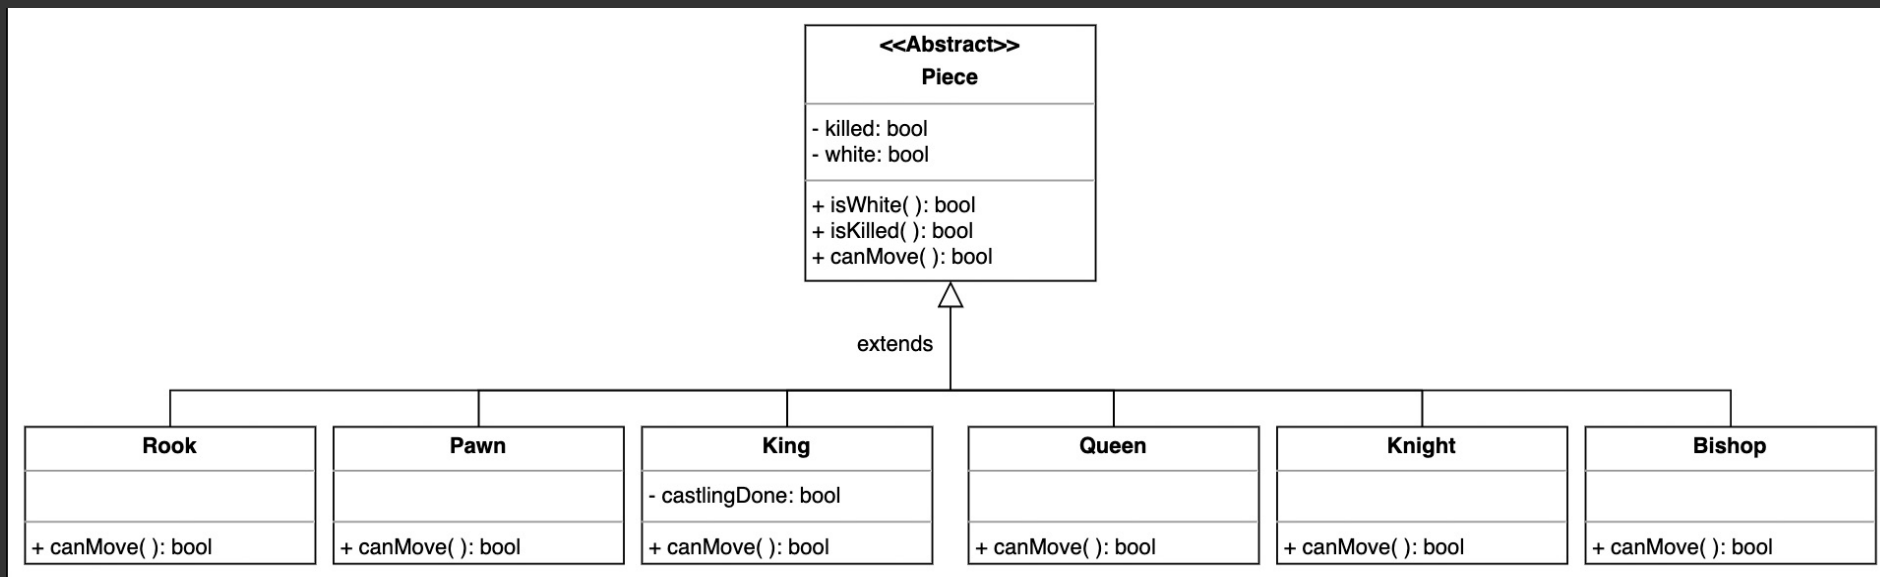 <<Abstract>>
Piece
- killed: bool
- white: bool
+ isWhite( ): bool
+ isKilled( ): bool
+ canMove( ): bool
extends
Rook
+ canMove( ): bool
Pawn
+ canMove( ): bool
King
- castlingDone: bool
+ canMove( ): bool
Queen
+ canMove( ): bool
Knight
+ canMove( ): bool
Bishop
+ canMove( ): bool